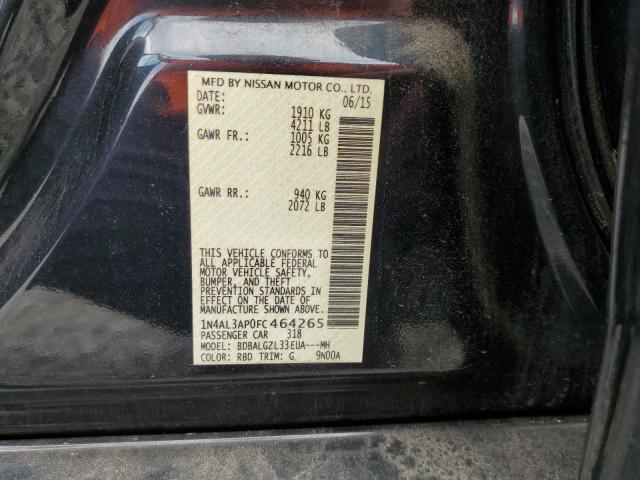 MFD BY NISSAN MOTOR CO., LTD.
DATE: 06/15
GVWR: 1910 KG
4211 LB
GAWR FR.: 1005 KG
2216 LB
GAWR RR.: 940 KG
2072 LB
THIS VEHICLE CONFORMS TO
ALL APPLICABLE FEDERAL
MOTOR VEHICLE SAFETY,
BUMPER, AND THEFT
PREVENTION STANDARDS IN
EFFECT ON THE DATE OF
MANUFACTURE SHOWN ABOVE.
1N4AL3AP0FC464265
PASSENGER CAR 318
MODEL: BDBALGZL33EUA---MH
COLOR: RBD TRIM: G 9N00A